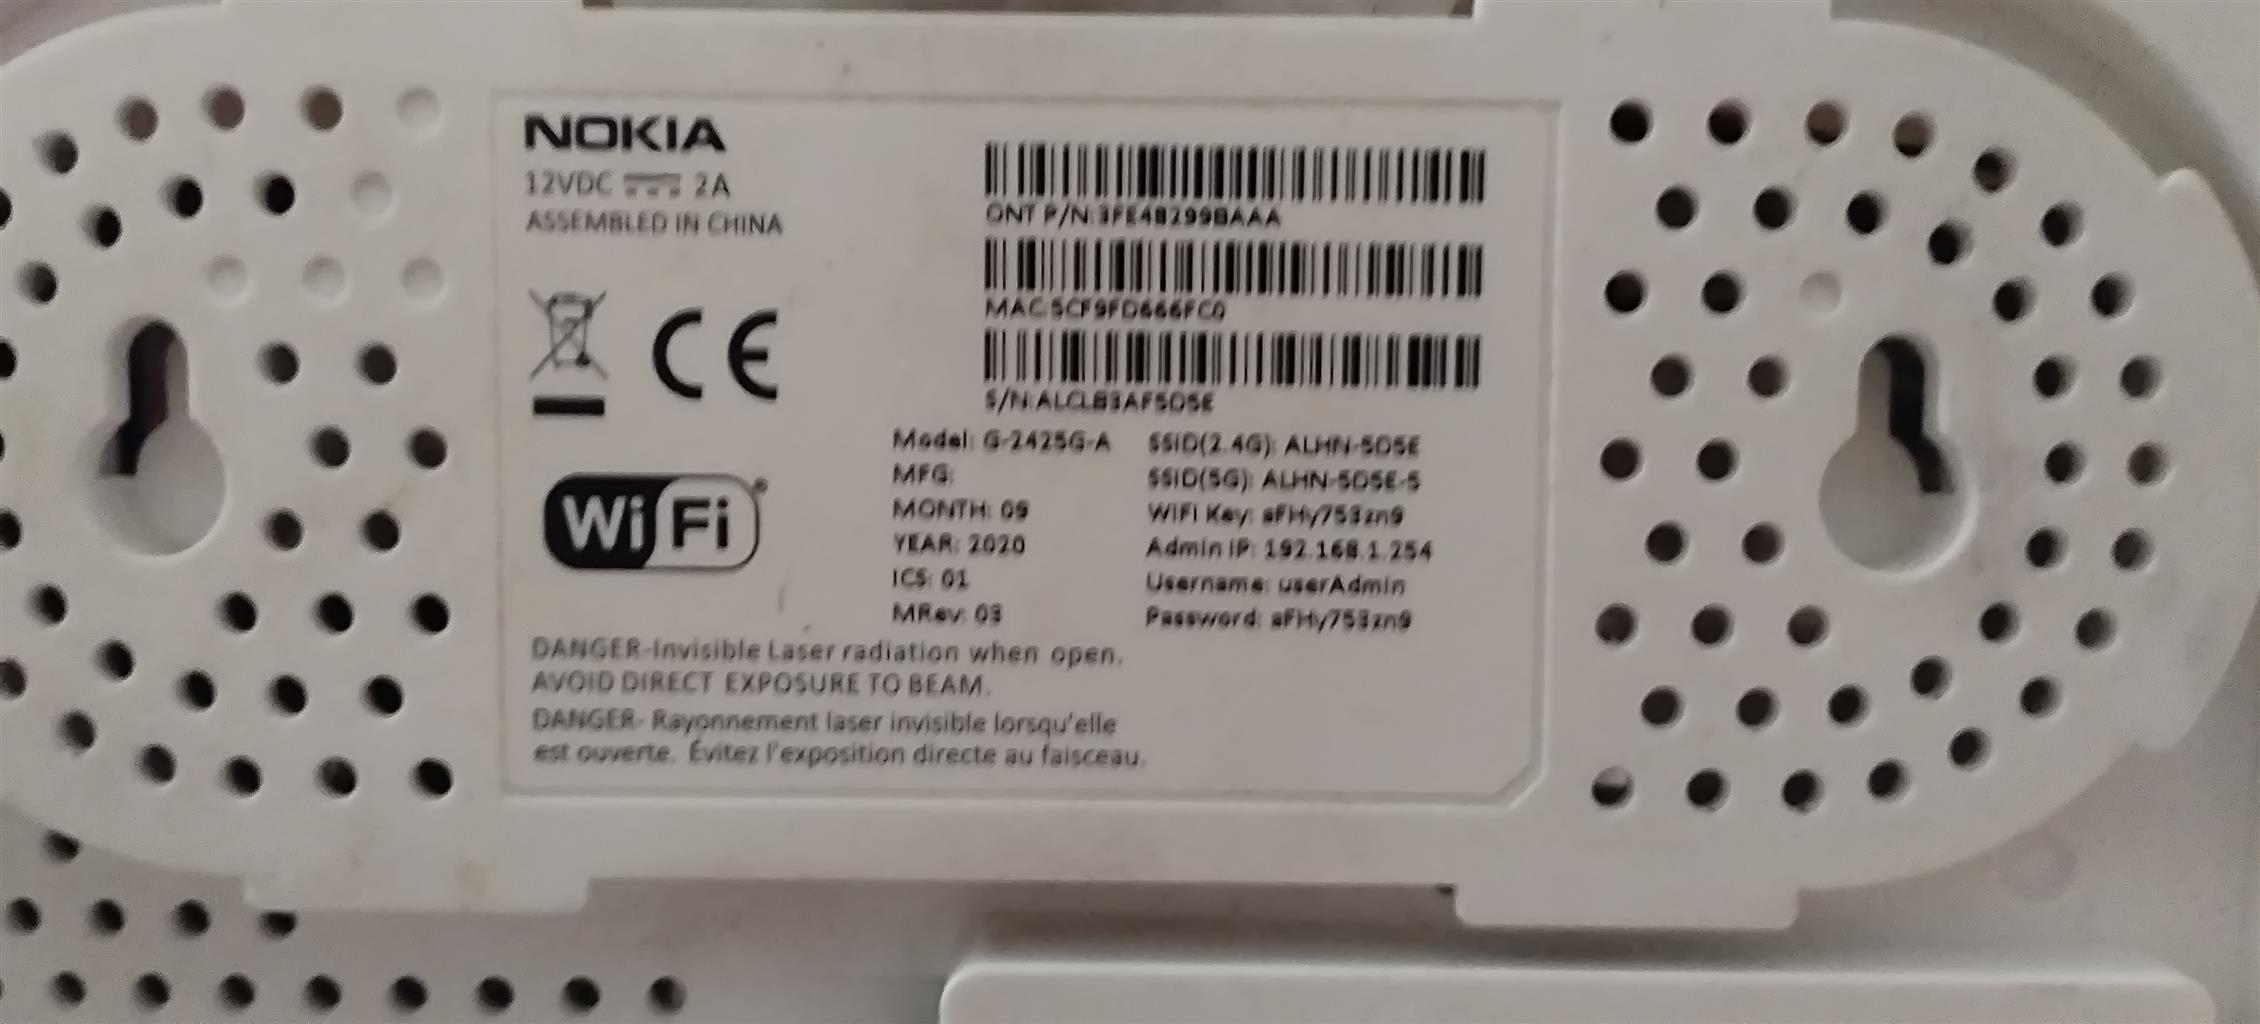 NOKIA
12VDC 2A
ASSEMBLED IN CHINA
CE
WiFi®
ONT P/N:3FE48299BAAA
MAC:5CF9FD666FC0
S/N:ALCLB3AF5D5E
Model: G-2425G-A
MFG:
MONTH: 09
YEAR: 2020
ICS: 01
MRev: 03
SSID(2.4G): ALHN-5D5E
SSID(5G): ALHN-5D5E-5
WiFi Key: aFHy753zn9
Admin IP: 192.168.1.254
Username: userAdmin
Password: aFHy753zn9
DANGER-Invisible Laser radiation when open.
AVOID DIRECT EXPOSURE TO BEAM.
DANGER- Rayonnement laser invisible lorsqu'elle
est ouverte. Évitez l'exposition directe au faisceau.